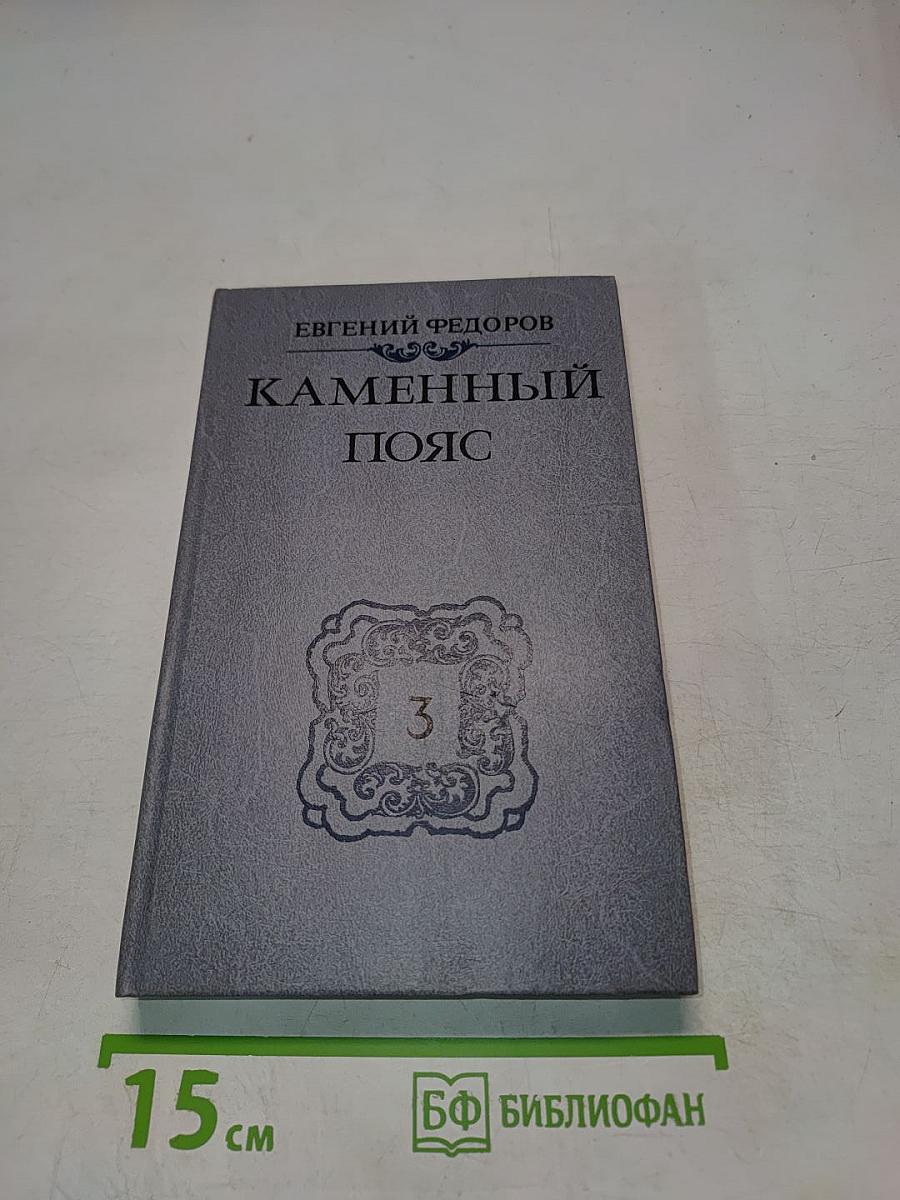 ЕВГЕНИЙ ФЕДОРОВ
КАМЕННЫЙ
ПОЯС
3
15 см
БФ БИБЛИОФАН